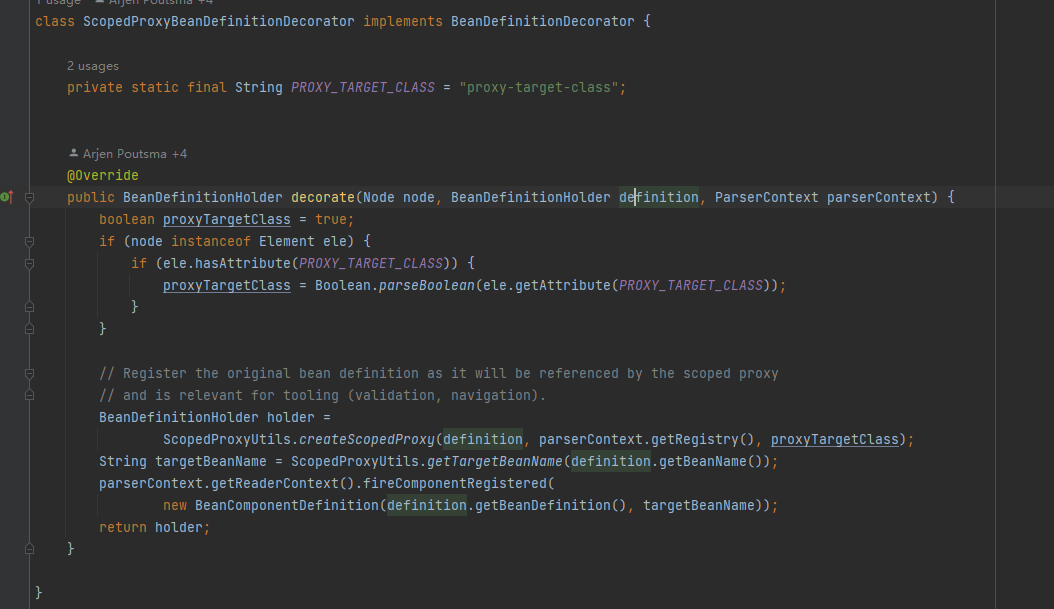 1 usage Arjen Poutsma +4
class ScopedProxyBeanDefinitionDecorator implements BeanDefinitionDecorator {
2 usages
private static final String PROXY_TARGET_CLASS = "proxy-target-class";
Arjen Poutsma +4
@Override
public BeanDefinitionHolder decorate(Node node, BeanDefinitionHolder definition, ParserContext parserContext) {
boolean proxyTargetClass = true;
if (node instanceof Element ele) {
if (ele.hasAttribute(PROXY_TARGET_CLASS)) {
proxyTargetClass = Boolean.parseBoolean(ele.getAttribute(PROXY_TARGET_CLASS));
}
}
// Register the original bean definition as it will be referenced by the scoped proxy
// and is relevant for tooling (validation, navigation).
BeanDefinitionHolder holder =
ScopedProxyUtils.createScopedProxy(definition, parserContext.getRegistry(), proxyTargetClass);
String targetBeanName = ScopedProxyUtils.getTargetBeanName(definition.getBeanName());
parserContext.getReaderContext().fireComponentRegistered(
new BeanComponentDefinition(definition.getBeanDefinition(), targetBeanName));
return holder;
}
}